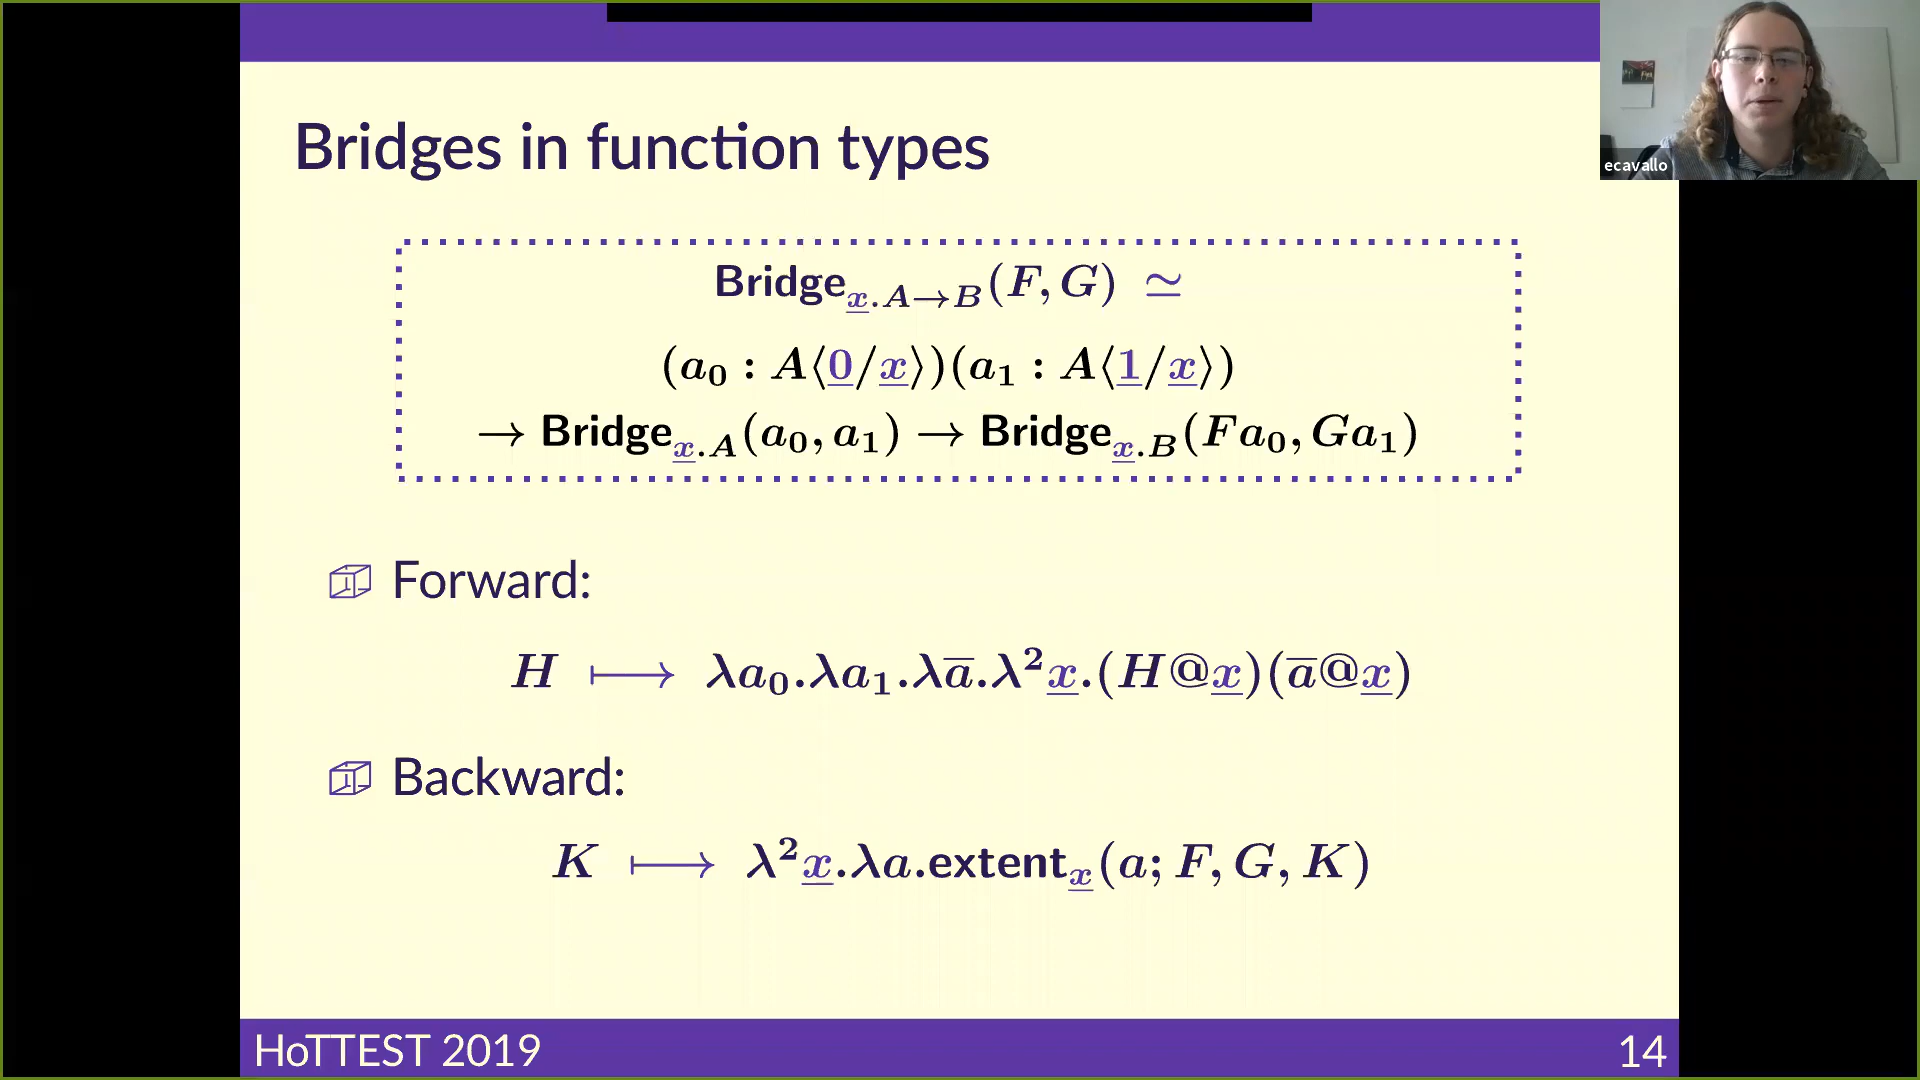 Bridges in function types
ecavallo
Bridge_{x.A→B}(F, G) ≃
(a₀ : A⟨0/x⟩)(a₁ : A⟨1/x⟩)
→ Bridge_{x.A}(a₀, a₁) → Bridge_{x.B}(Fa₀, Ga₁)
Forward:
H ⟼ λa₀.λa₁.λa̅.λ²x.(H@x)(a̅@x)
Backward:
K ⟼ λ²x.λa.extent_x(a; F, G, K)
HoTTEST 2019
14